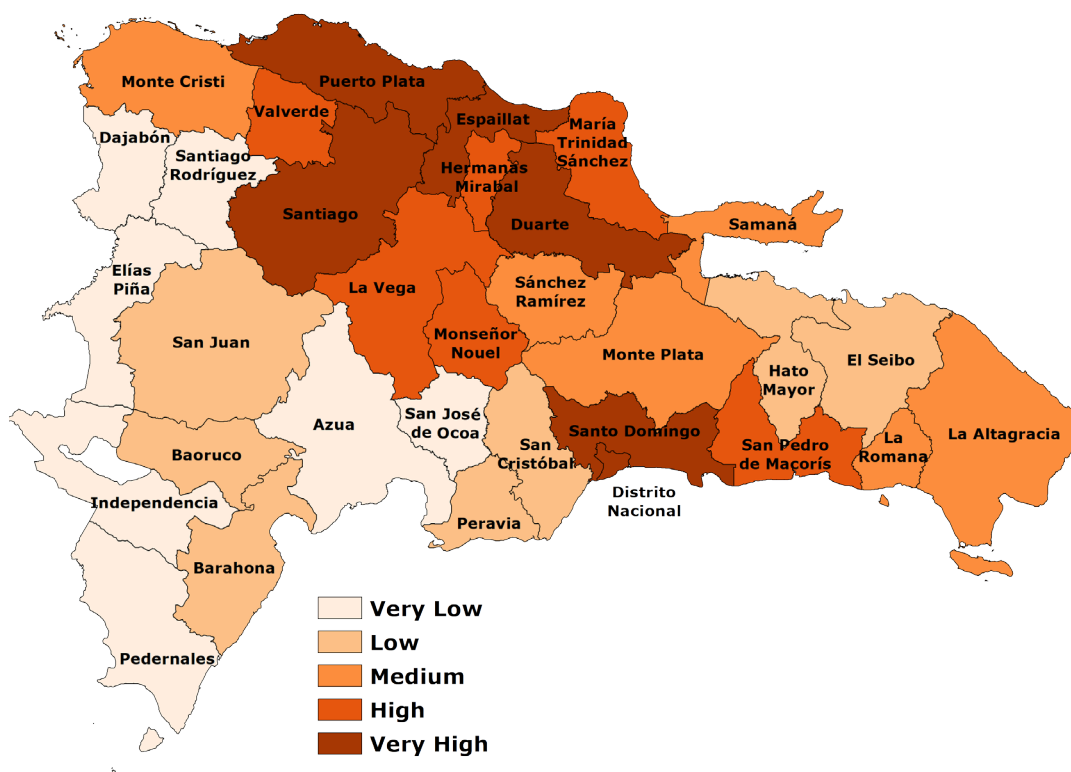 Monte Cristi
Puerto Plata
Valverde
Espaillat
María
Trinidad
Sánchez
Dajabón
Santiago
Rodríguez
Hermanas
Mirabal
Santiago
Duarte
Samaná
Elías
Piña
La Vega
Sánchez
Ramírez
San Juan
Monseñor
Nouel
Monte Plata
El Seibo
Hato
Mayor
Azua
San José
de Ocoa
Santo Domingo
San Pedro
de Macorís
La
Romana
La Altagracia
Baoruco
San
Cristóbal
Independencia
Distrito
Nacional
Peravia
Barahona
Pedernales
Very Low
Low
Medium
High
Very High